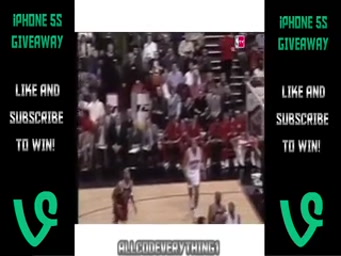 iPHONE 5S
GIVEAWAY
LIKE AND
SUBSCRIBE
TO WIN!
iPHONE 5S
GIVEAWAY
LIKE AND
SUBSCRIBE
TO WIN!
ALLCODEVERYTHING1